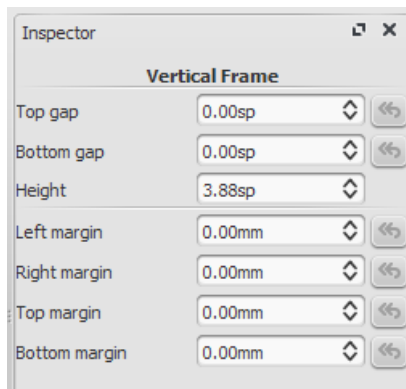 Inspector
Vertical Frame
Top gap 0.00sp
Bottom gap 0.00sp
Height 3.88sp
Left margin 0.00mm
Right margin 0.00mm
Top margin 0.00mm
Bottom margin 0.00mm